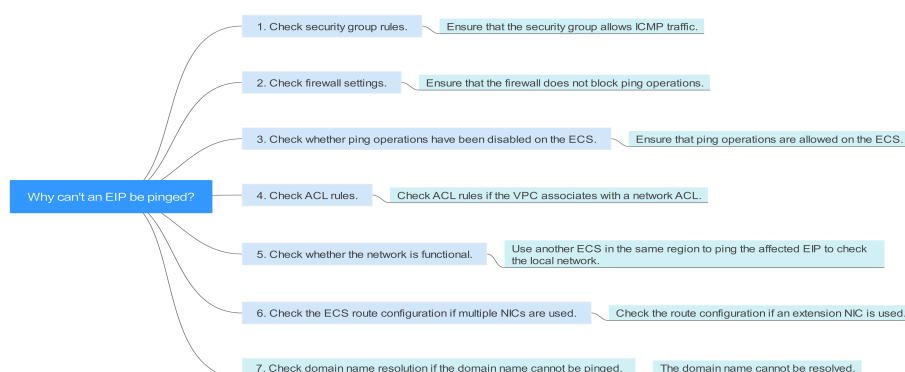 1. Check security group rules.
Ensure that the security group allows ICMP traffic.
2. Check firewall settings.
Ensure that the firewall does not block ping operations.
3. Check whether ping operations have been disabled on the ECS.
Ensure that ping operations are allowed on the ECS.
Why can't an EIP be pinged?
4. Check ACL rules.
Check ACL rules if the VPC associates with a network ACL.
5. Check whether the network is functional.
Use another ECS in the same region to ping the affected EIP to check
the local network.
6. Check the ECS route configuration if multiple NICs are used.
Check the route configuration if an extension NIC is used.
7. Check domain name resolution if the domain name cannot be pinged.
The domain name cannot be resolved.